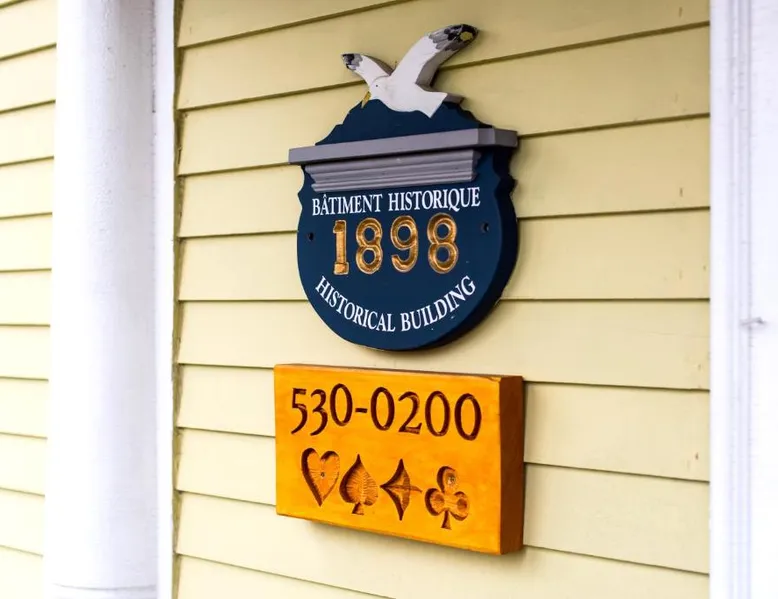 BÂTIMENT HISTORIQUE
1898
HISTORICAL BUILDING
530-0200